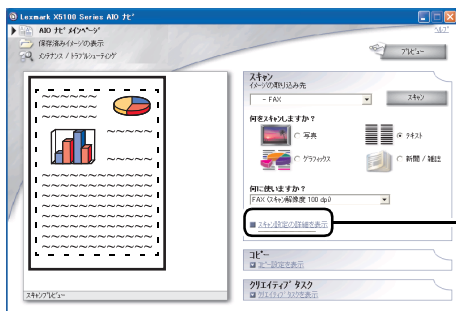 Lexmark X5100 Series AIO ナビ
AIO ナビ メインページ
保存済みイメージの表示
メンテナンス / トラブルシューティング
ヘルプ
プレビュー
スキャン
イメージの取り込み先
- FAX
スキャン
何をスキャンしますか?
写真
テキスト
グラフィックス
新聞 / 雑誌
何に使いますか?
FAX (スキャン解像度 100 dpi)
スキャン設定の詳細を表示
コピー
コピー設定を表示
クリエイティブ タスク
クリエイティブ タスクを表示
スキャンプレビュー